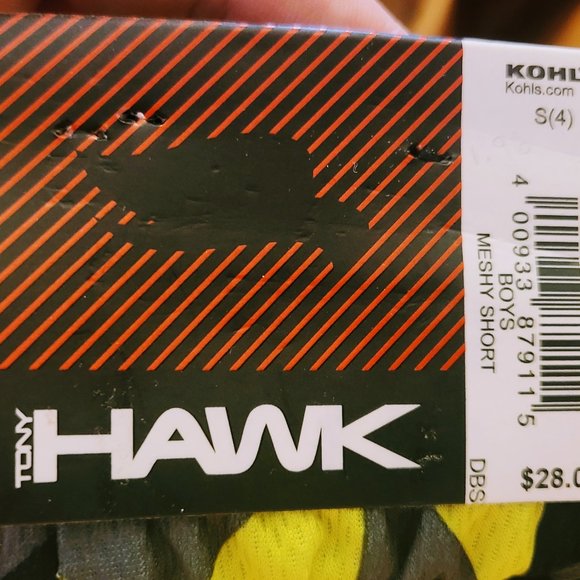 TONY
HAWK
KOHL
Kohls.com
S(4)
4 00933 87911 5
BOYS
MESHY SHORT
DBS
$28.0